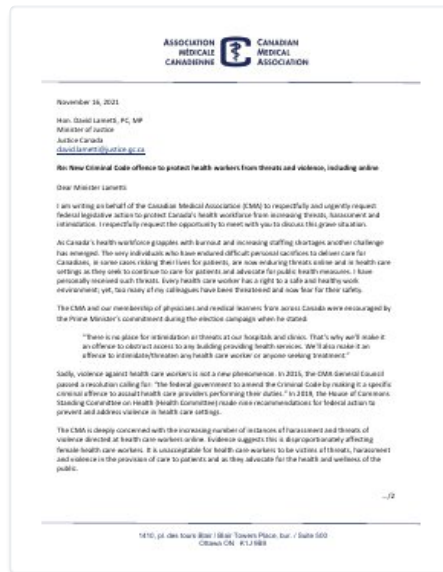 ASSOCIATION
MÉDICALE
CANADIENNE
CANADIAN
MEDICAL
ASSOCIATION
November 16, 2021
Hon. David Lametti, PC, MP
Minister of Justice
Justice Canada
david.lametti@justice.gc.ca
Re: New Criminal Code offence to protect health workers from threats and violence, including online
Dear Minister Lametti
I am writing on behalf of the Canadian Medical Association (CMA) to respectfully and urgently request
federal legislative action to protect Canada's health workforce from increasing threats, harassment and
intimidation. I respectfully request the opportunity to meet with you to discuss this grave situation.
As Canada's health workforce grapples with burnout and increasing staffing shortages another challenge
has emerged. The very individuals who have endured difficult personal sacrifices to deliver care for
Canadians, in some cases risking their lives for patients, are now enduring threats online and in health care
settings as they seek to continue to care for patients and advocate for public health measures. I have
personally received such threats. Every health care worker has a right to a safe and healthy work
environment; yet, too many of my colleagues have been threatened and now fear for their safety.
The CMA and our membership of physicians and medical learners from across Canada were encouraged by
the Prime Minister's commitment during the election campaign when he stated:
"There is no place for intimidation or threats at our hospitals and clinics. That's why we'll make it
an offence to obstruct access to any building providing health services. We'll also make it an
offence to intimidate/threaten any health care worker or anyone seeking treatment"
Sadly, violence against health care workers is not a new phenomenon. In 2015, the CMA General Council
passed a resolution calling for: "the federal government to amend the Criminal Code by making it a specific
criminal offence to assault health care providers performing their duties." In 2019, the House of Commons
Standing Committee on Health (Health Committee) made nine recommendations for federal action to
prevent and address violence in health care settings.
The CMA is deeply concerned with the increasing number of instances of harassment and threats of
violence directed at health care workers online. Evidence suggests this is disproportionately affecting
female health care workers. It is unacceptable for health care workers to be victims of threats, harassment
and violence in the provision of care to patients and as they advocate for the health and wellness of the
public.
.../2
1410, pl. des tours Blair / Blair Towers Place, bur. / Suite 500
Ottawa ON K1J 9B9